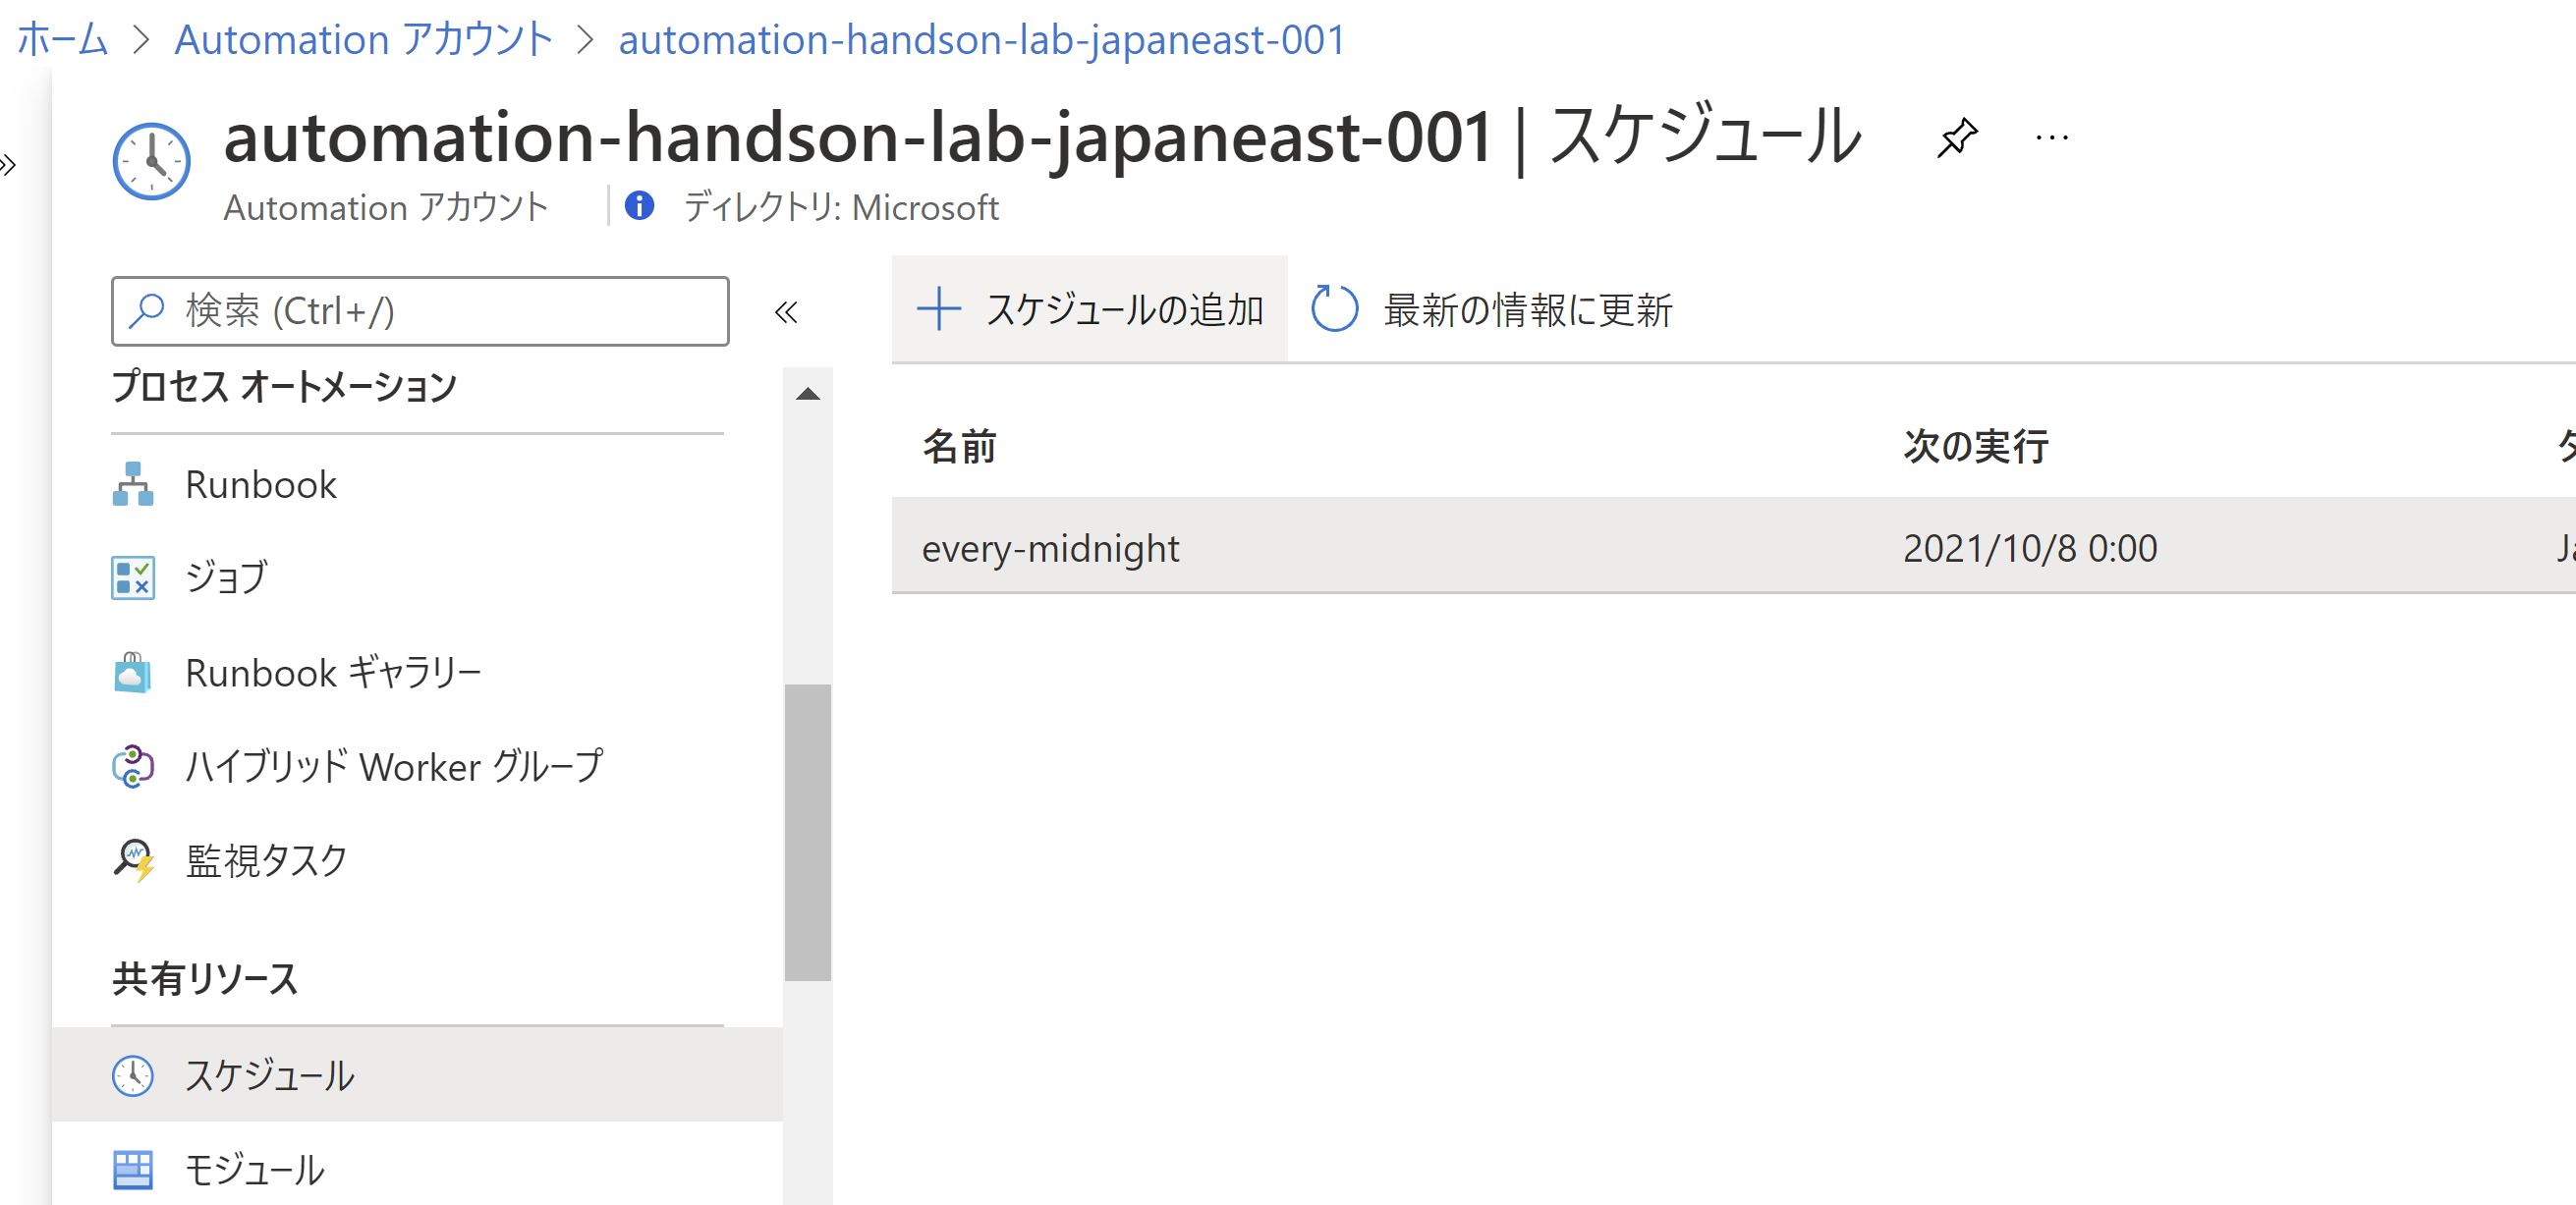 ホーム > Automation アカウント > automation-handson-lab-japaneast-001
automation-handson-lab-japaneast-001 | スケジュール ...
Automation アカウント ディレクトリ: Microsoft
検索 (Ctrl+/)
プロセス オートメーション
Runbook
ジョブ
Runbook ギャラリー
ハイブリッド Worker グループ
監視タスク
共有リソース
スケジュール
モジュール
スケジュールの追加 最新の情報に更新
名前 次の実行
every-midnight 2021/10/8 0:00